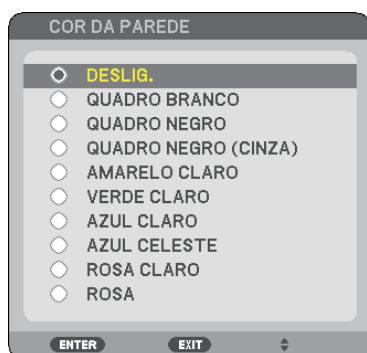 COR DA PAREDE
DESLIG.
QUADRO BRANCO
QUADRO NEGRO
QUADRO NEGRO (CINZA)
AMARELO CLARO
VERDE CLARO
AZUL CLARO
AZUL CELESTE
ROSA CLARO
ROSA
ENTER EXIT